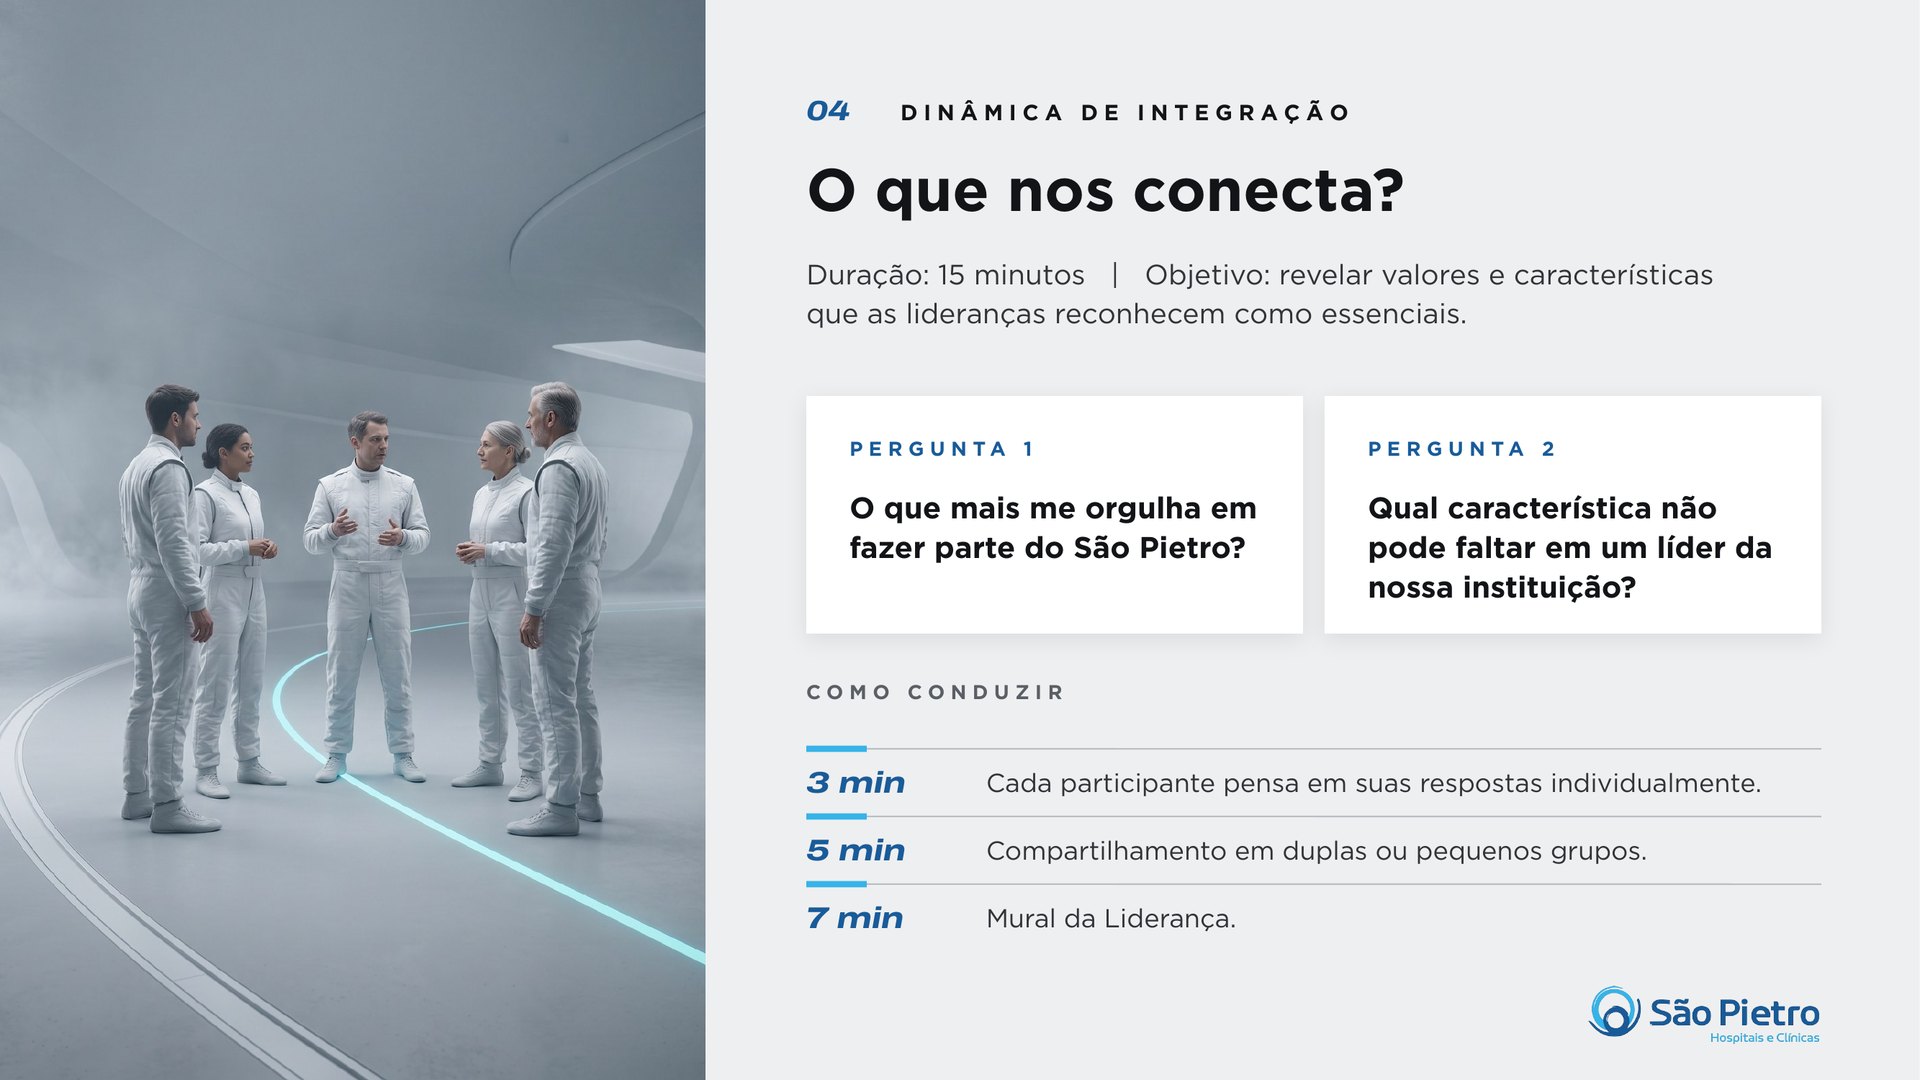 04 DINÂMICA DE INTEGRAÇÃO
O que nos conecta?
Duração: 15 minutos | Objetivo: revelar valores e características
que as lideranças reconhecem como essenciais.
PERGUNTA 1
O que mais me orgulha em
fazer parte do São Pietro?
PERGUNTA 2
Qual característica não
pode faltar em um líder da
nossa instituição?
COMO CONDUZIR
3 min Cada participante pensa em suas respostas individualmente.
5 min Compartilhamento em duplas ou pequenos grupos.
7 min Mural da Liderança.
São Pietro
Hospitais e Clínicas